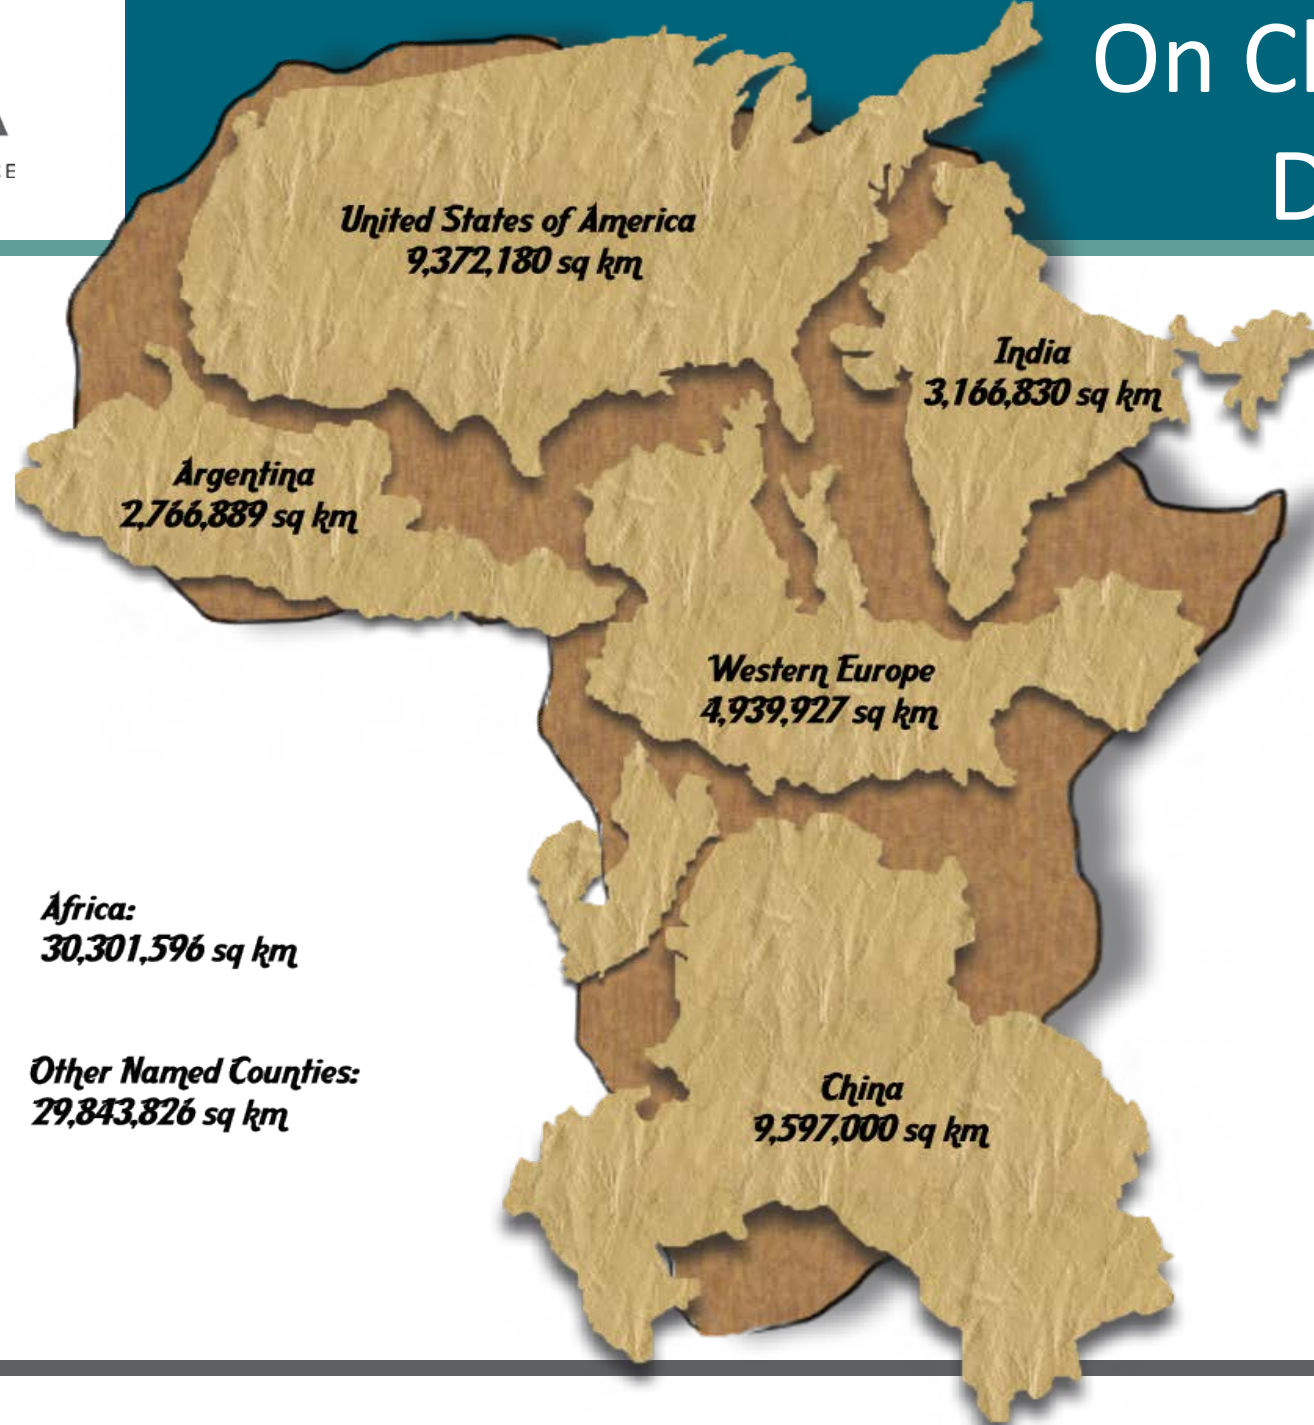 On
United States of America
9,372,180 sq km
India
3,166,830 sq km
Argentina
2,766,889 sq km
Western Europe
4,939,927 sq km
Africa:
30,301,596 sq km
Other Named Counties:
29,843,826 sq km
China
9,597,000 sq km